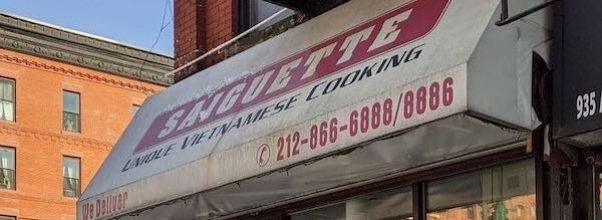 SAIGUETTE
UNIQUE VIETNAMESE COOKING
✆ 212-866-6888/8886
We Deliver
935